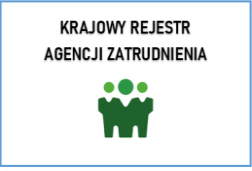 KRAJOWY REJESTR
AGENCJI ZATRUDNIENIA